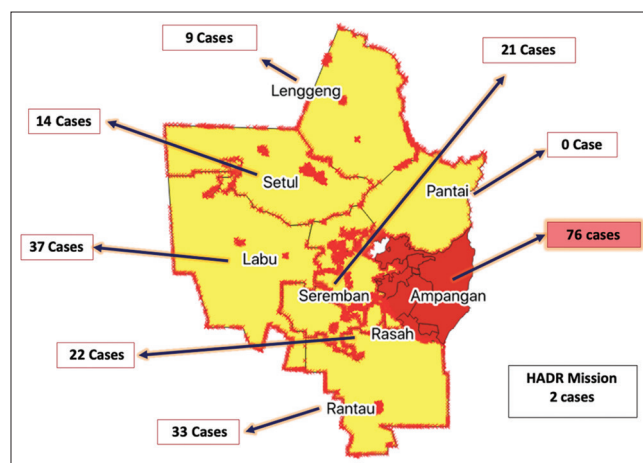 9 Cases
21 Cases
Lenggeng
14 Cases
0 Case
Setul
Pantai
76 cases
37 Cases
Labu
Seremban
Ampangan
Rasah
22 Cases
HADR Mission
2 cases
Rantau
33 Cases